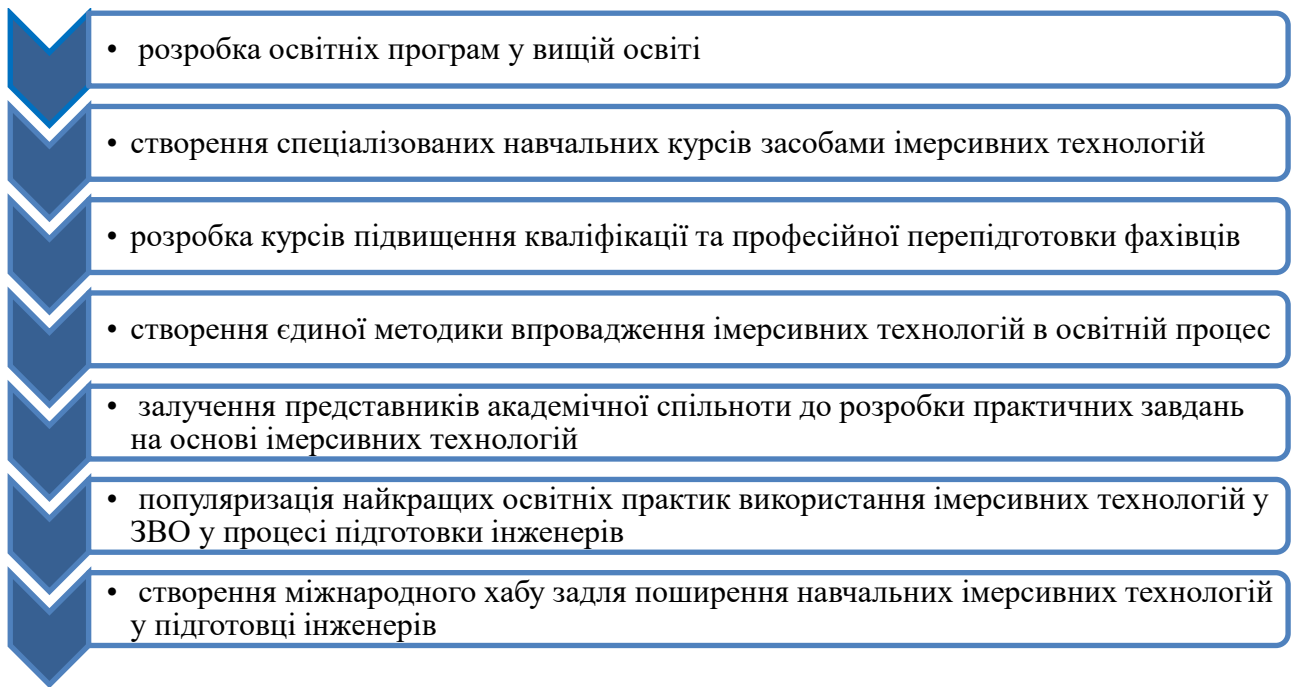 • розробка освітніх програм у вищій освіті
• створення спеціалізованих навчальних курсів засобами імерсивних технологій
• розробка курсів підвищення кваліфікації та професійної перепідготовки фахівців
• створення єдиної методики впровадження імерсивних технологій в освітній процес
• залучення представників академічної спільноти до розробки практичних завдань
на основі імерсивних технологій
• популяризація найкращих освітніх практик використання імерсивних технологій у
ЗВО у процесі підготовки інженерів
• створення міжнародного хабу задля поширення навчальних імерсивних технологій
у підготовці інженерів